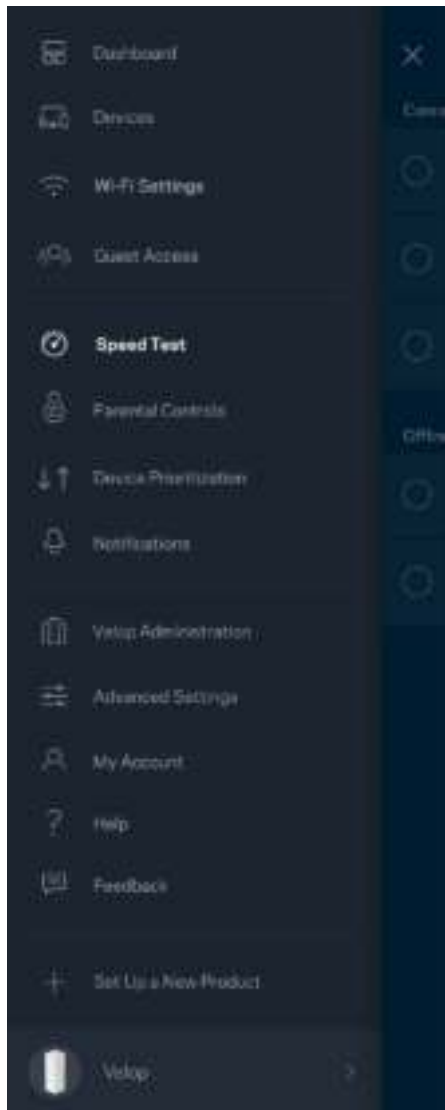 Dashboard
Devices
Wi-Fi Settings
Guest Access
Speed Test
Parental Controls
Device Prioritization
Notifications
Velop Administration
Advanced Settings
My Account
Help
Feedback
Set Up a New Product
Velop